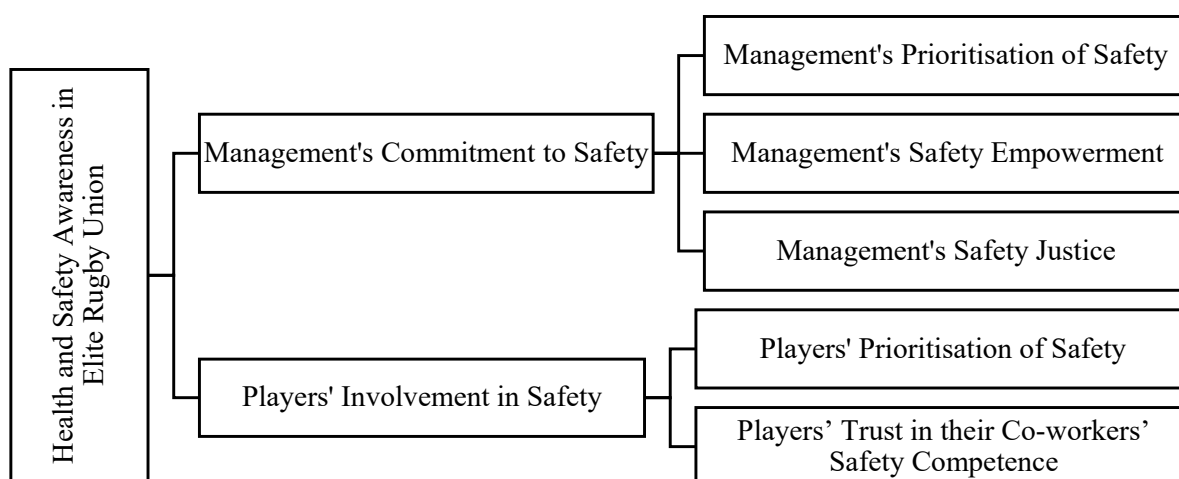 Health and Safety Awareness in
Elite Rugby Union
Management's Commitment to Safety
Management's Prioritisation of Safety
Management's Safety Empowerment
Management's Safety Justice
Players' Involvement in Safety
Players' Prioritisation of Safety
Players’ Trust in their Co-workers’
Safety Competence